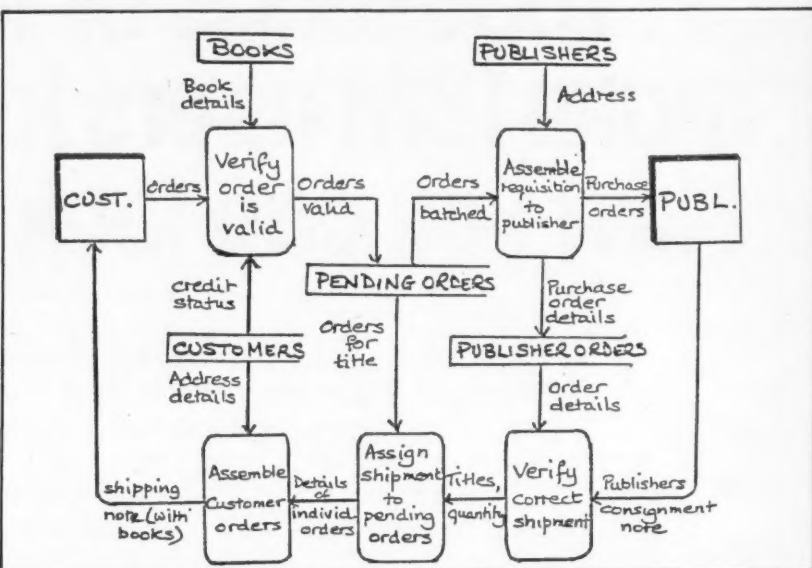 BOOKS
PUBLISHERS
Book
details
Address
CUST.
Orders
Verify
order
is
valid
Orders
valid
Orders
batched
Assemble
requisition
to
publisher
Purchase
orders
PUBL.
credit
status
PENDING ORDERS
Purchase
order
details
CUSTOMERS
Orders
for
title
PUBLISHER ORDERS
Address
details
order
details
shipping
note (with
books)
Assemble
Customer
orders
Details
of
individ.
orders
Assign
shipment
to
pending
orders
Titles,
quantity
Verify
correct
shipment
Publishers
consignment
note